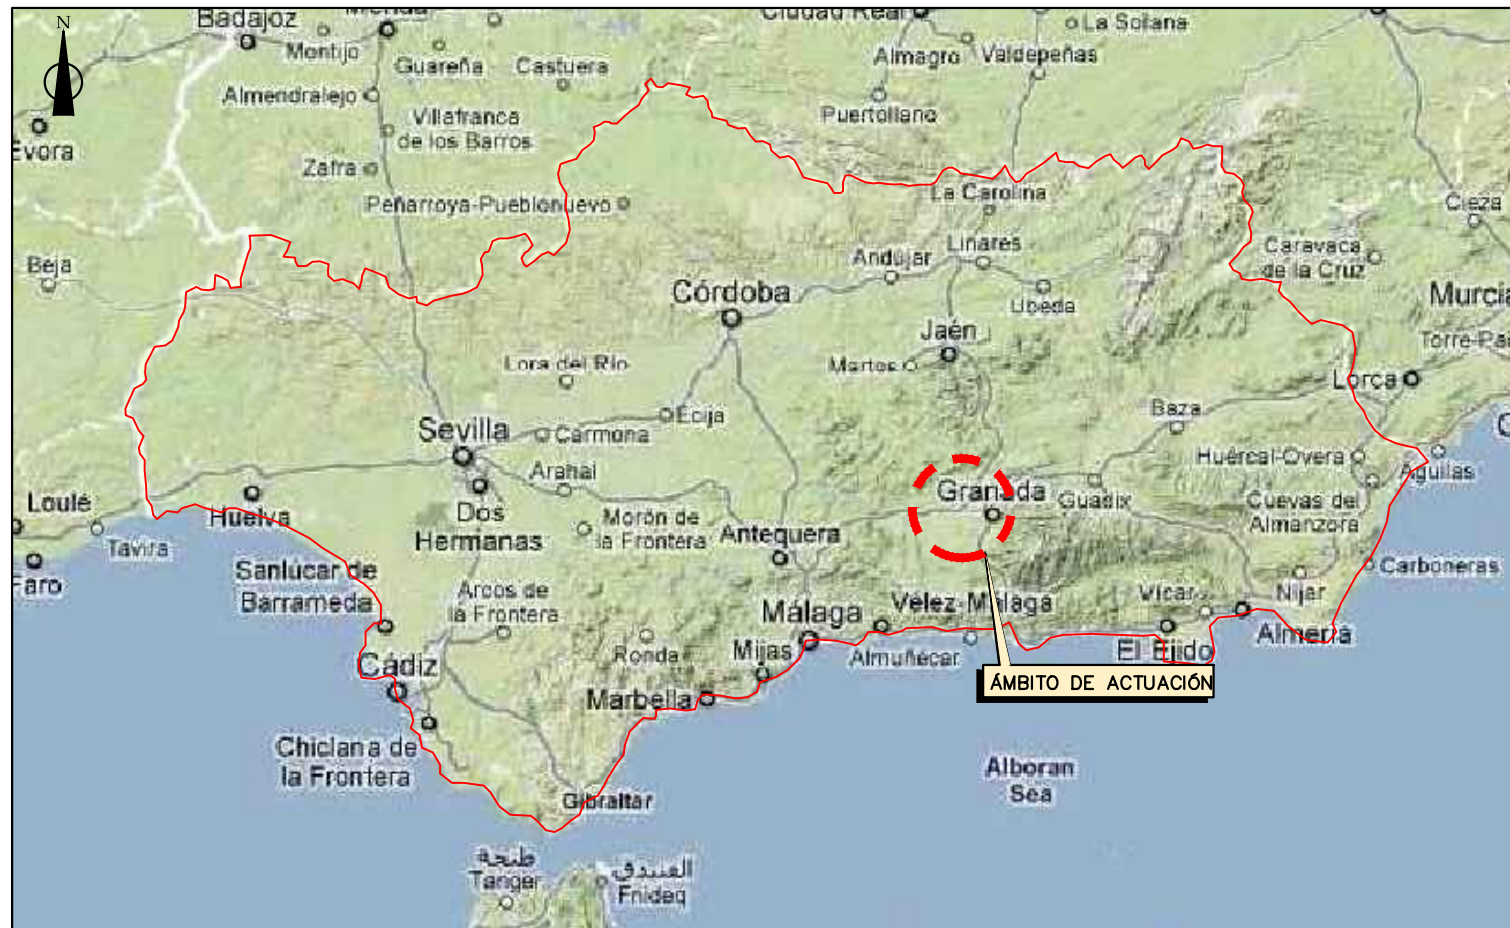 N
Badajoz
Mérida
Ciudad Real
La Solana
Montijo
Guareña
Castuera
Almagro
Valdepeñas
Almendralejo
Villafranca
de los Barros
Puertollano
Evora
Zafra
La Carolina
Peñarroya-Pueblonuevo
Cieza
Beja
Andújar
Linares
Caravaca
de la Cruz
Córdoba
Ubeda
Murcia
Jaén
Torre-Pa
Lora del Río
Martos
Lorca
Écija
Baza
Sevilla
Carmona
Arahal
Huércal-Overa
Águilas
Loulé
Huelva
Granada
Guadix
Cuevas del
Almanzora
Dos
Hermanas
Morón de
la Frontera
Antequera
Tavira
Faro
Sanlúcar de
Barrameda
Carboneras
Arcos de
la Frontera
Málaga
Vélez-Málaga
Vícar
Níjar
Almería
Cádiz
Ronda
Mijas
Almuñécar
El Ejido
Marbella
ÁMBITO DE ACTUACIÓN
Chiclana de
la Frontera
Alboran
Sea
Gibraltar
طنجة
Tanger
الفنيدق
Fnideq